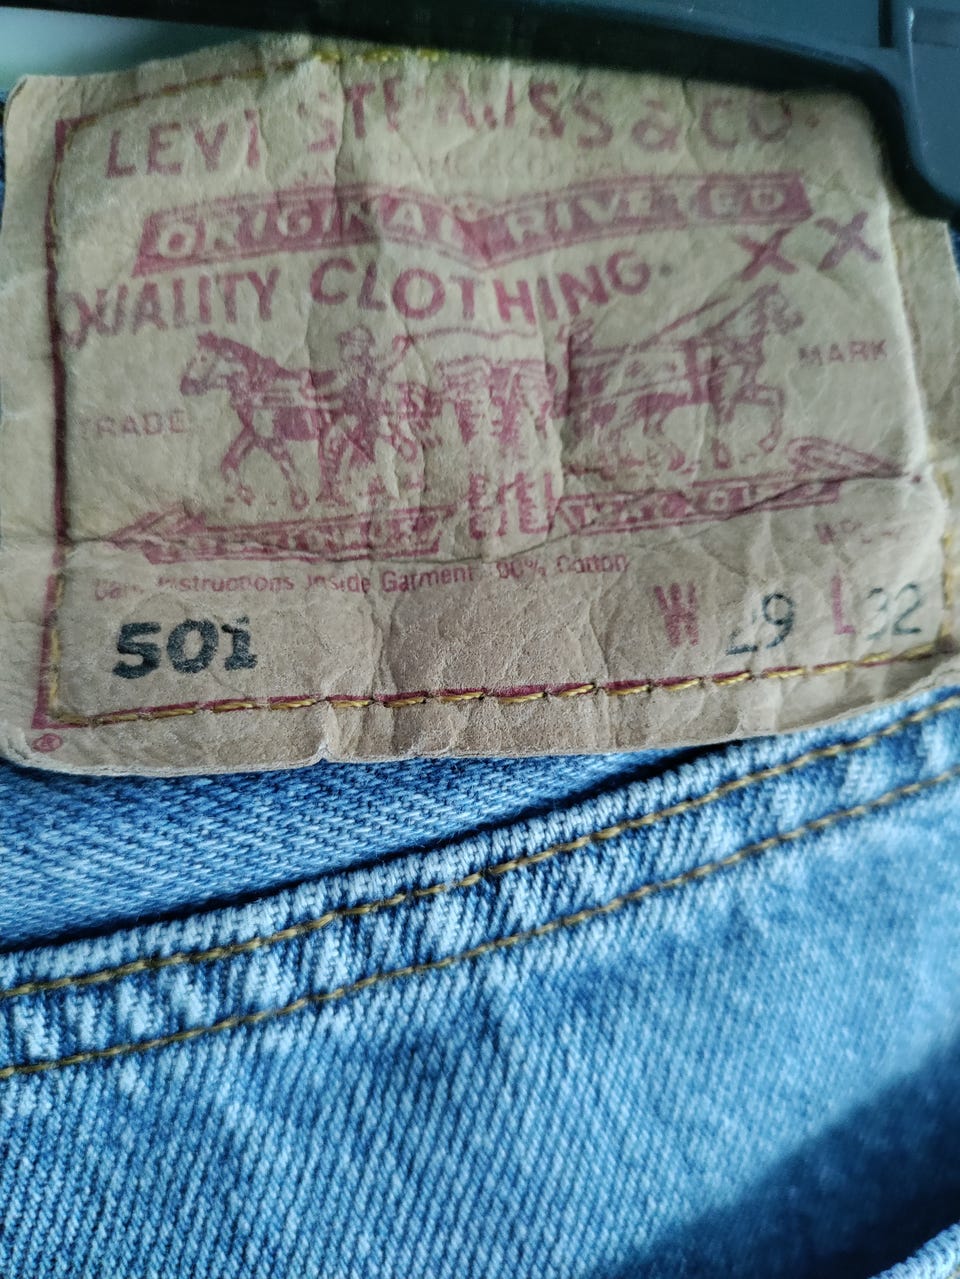 LEVI STRAUSS & CO.
ORIGINAL RIVETED
QUALITY CLOTHING. XX
TRADE MARK
Care Instructions Inside Garment 100% Cotton
501 W 29 L 32
®